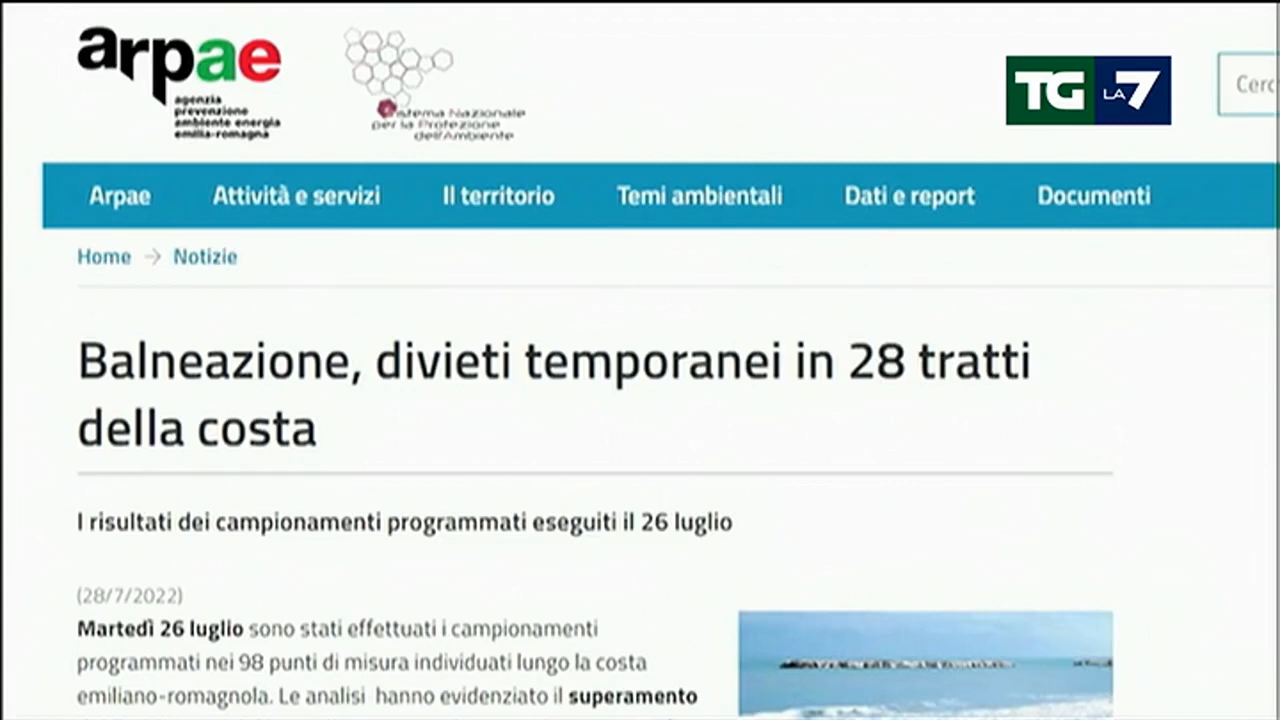 arpae
agenzia
prevenzione
ambiente energia
emilia-romagna
Sistema Nazionale
per la Protezione
dell'Ambiente
TG LA7
Cerc
Arpae Attività e servizi Il territorio Temi ambientali Dati e report Documenti
Home → Notizie
Balneazione, divieti temporanei in 28 tratti
della costa
I risultati dei campionamenti programmati eseguiti il 26 luglio
(28/7/2022)
Martedì 26 luglio sono stati effettuati i campionamenti
programmati nei 98 punti di misura individuati lungo la costa
emiliano-romagnola. Le analisi hanno evidenziato il superamento